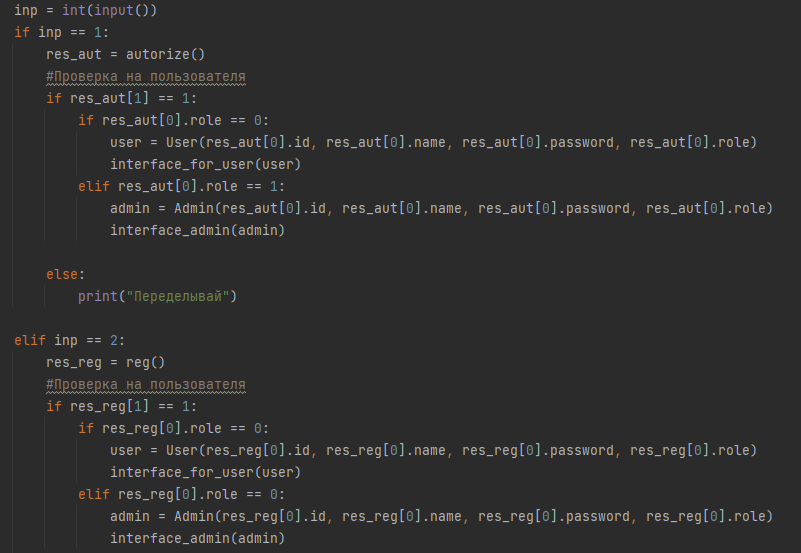 inp = int(input())
if inp == 1:
    res_aut = autorize()
    #Проверка на пользователя
    if res_aut[1] == 1:
        if res_aut[0].role == 0:
            user = User(res_aut[0].id, res_aut[0].name, res_aut[0].password, res_aut[0].role)
            interface_for_user(user)
        elif res_aut[0].role == 1:
            admin = Admin(res_aut[0].id, res_aut[0].name, res_aut[0].password, res_aut[0].role)
            interface_admin(admin)

    else:
        print("Переделывай")

elif inp == 2:
    res_reg = reg()
    #Проверка на пользователя
    if res_reg[1] == 1:
        if res_reg[0].role == 0:
            user = User(res_reg[0].id, res_reg[0].name, res_reg[0].password, res_reg[0].role)
            interface_for_user(user)
        elif res_reg[0].role == 0:
            admin = Admin(res_reg[0].id, res_reg[0].name, res_reg[0].password, res_reg[0].role)
            interface_admin(admin)